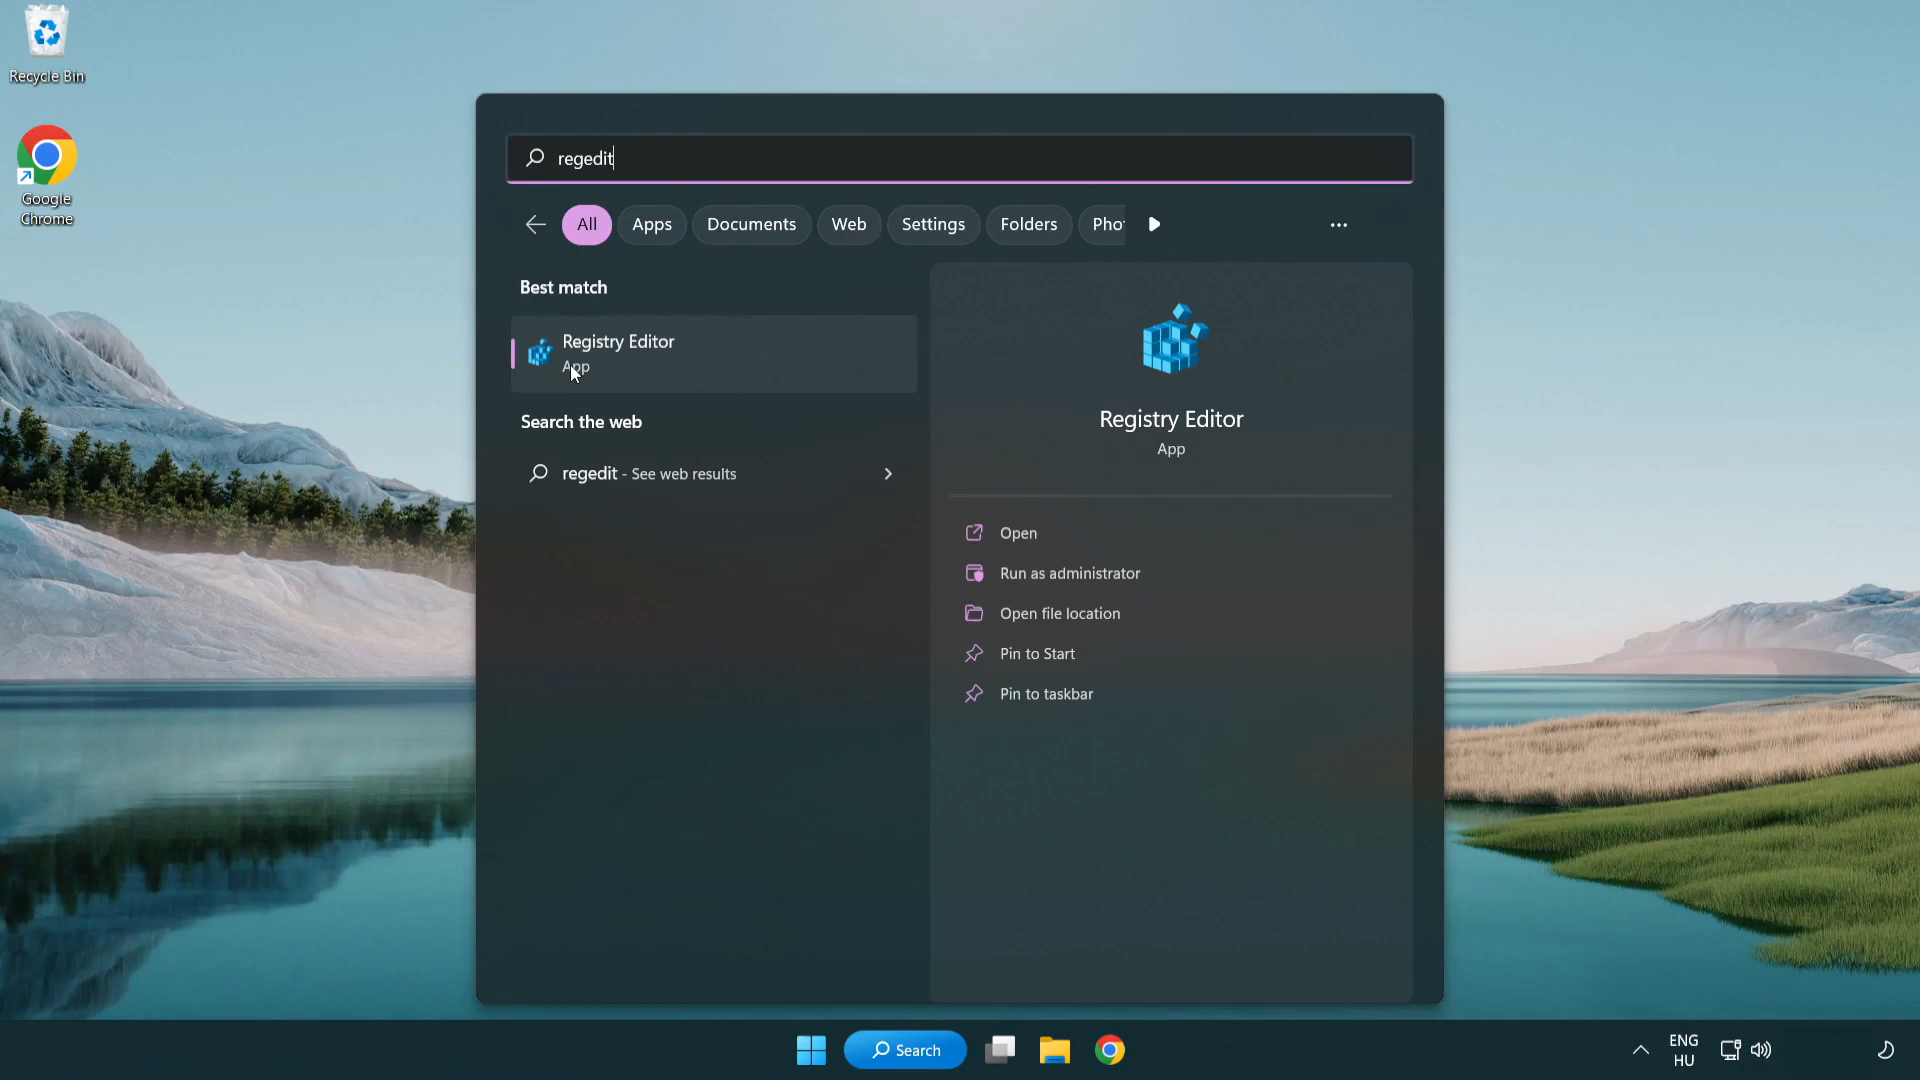 Recycle Bin
Google
Chrome
regedit
All
Apps
Documents
Web
Settings
Folders
Pho
Best match
Registry Editor
App
Search the web
regedit - See web results
Registry Editor
App
Open
Run as administrator
Open file location
Pin to Start
Pin to taskbar
Search
ENG
HU